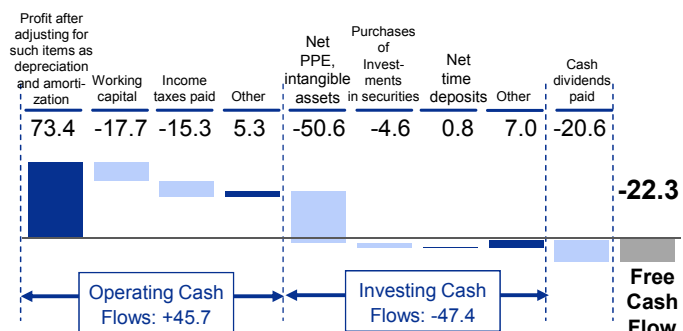 Profit after
adjusting for
such items as
depreciation
and amorti-
zation
Working
capital
Income
taxes paid
Other
Net
PPE,
intangible
assets
Purchases
of
Invest-
ments
in securities
Net
time
deposits
Other
Cash
dividends
paid
73.4 -17.7 -15.3 5.3 -50.6 -4.6 0.8 7.0 -20.6
-22.3
Operating Cash
Flows: +45.7
Investing Cash
Flows: -47.4
Free
Cash
Flow